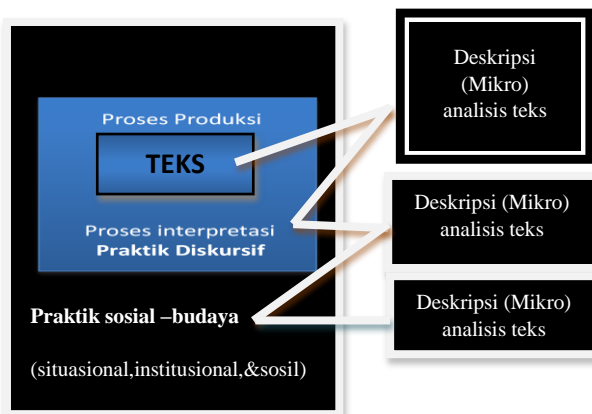 Proses Produksi
TEKS
Proses interpretasi
Praktik Diskursif
Praktik sosial –budaya
(situasional,institusional,&sosil)
Deskripsi
(Mikro)
analisis teks
Deskripsi (Mikro)
analisis teks
Deskripsi (Mikro)
analisis teks